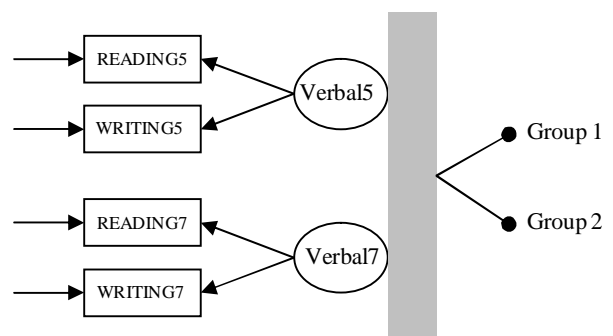 READING5
Verbal5
WRITING5
Group 1
READING7
Group 2
Verbal7
WRITING7